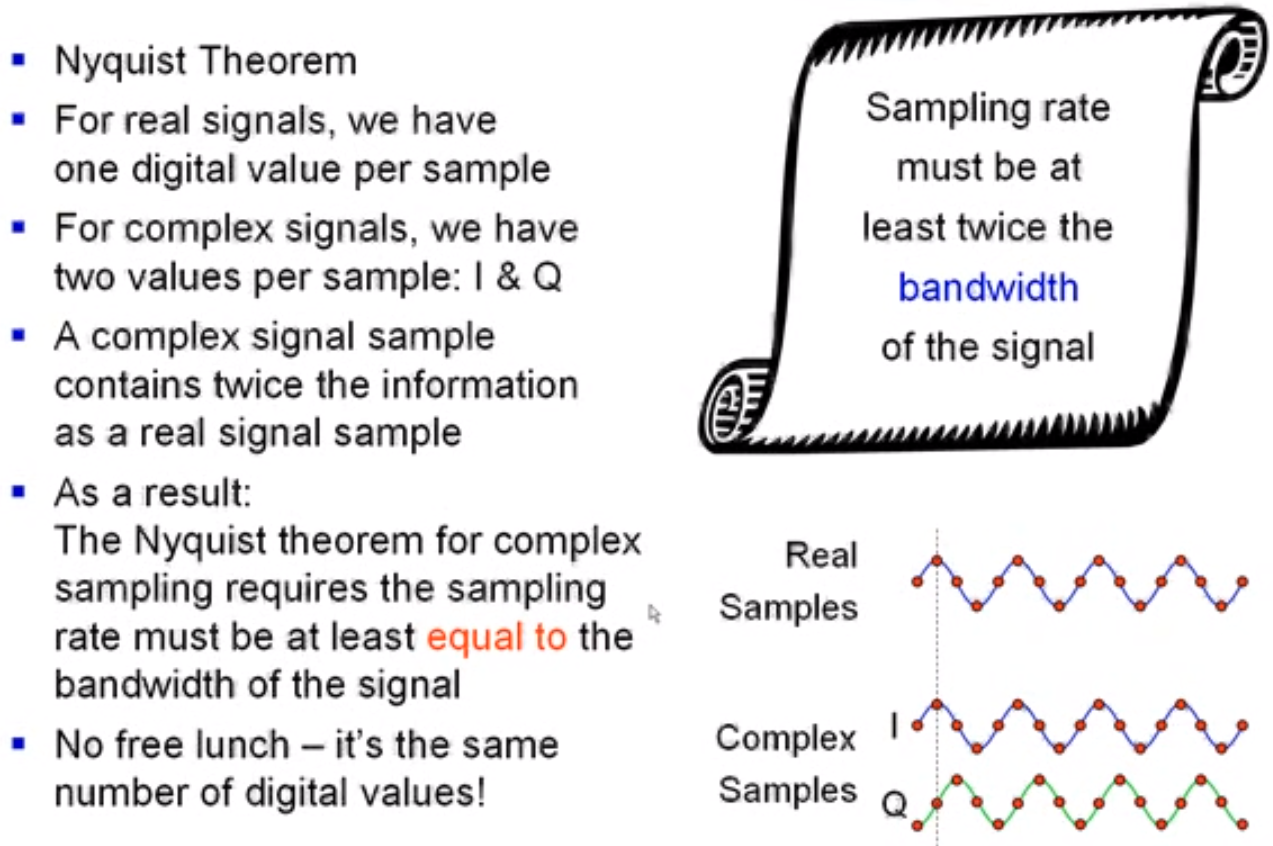 Nyquist Theorem
For real signals, we have
one digital value per sample
For complex signals, we have
two values per sample: I & Q
A complex signal sample
contains twice the information
as a real signal sample
As a result:
The Nyquist theorem for complex
sampling requires the sampling
rate must be at least equal to the
bandwidth of the signal
No free lunch – it's the same
number of digital values!
Sampling rate
must be at
least twice the
bandwidth
of the signal
Real
Samples
Complex
Samples
I
Q